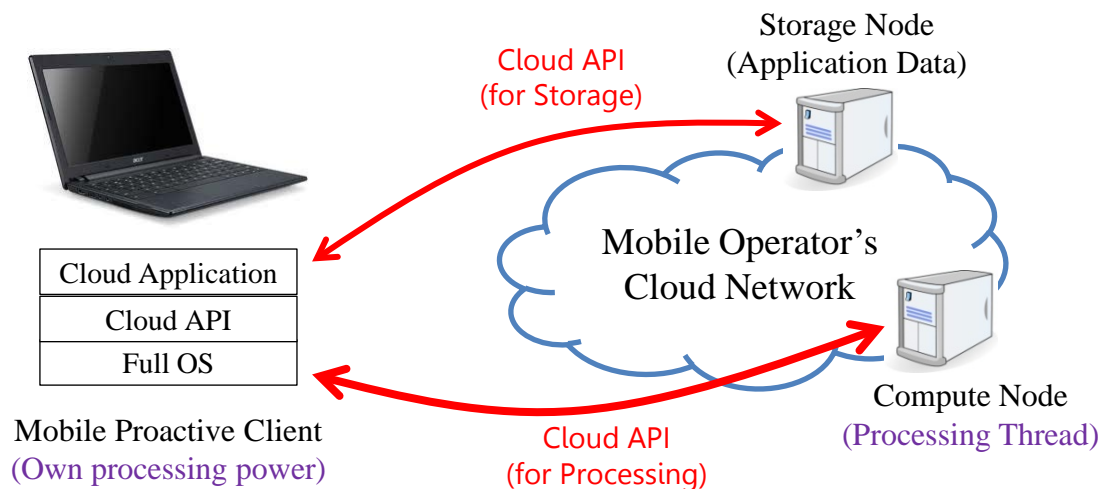 Storage Node
(Application Data)
Cloud API
(for Storage)
Cloud Application
Cloud API
Full OS
Mobile Operator’s
Cloud Network
Mobile Proactive Client
(Own processing power)
Cloud API
(for Processing)
Compute Node
(Processing Thread)